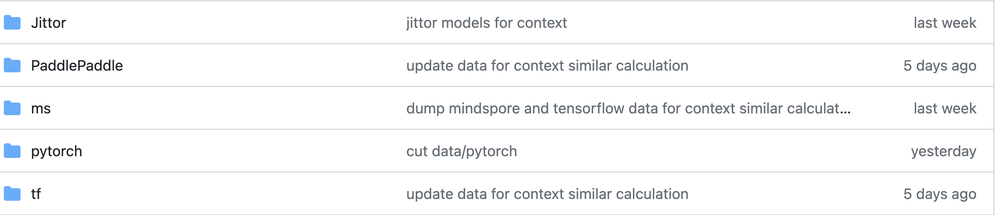 Jittor jittor models for context last week
PaddlePaddle update data for context similar calculation 5 days ago
ms dump mindspore and tensorflow data for context similar calculat... last week
pytorch cut data/pytorch yesterday
tf update data for context similar calculation 5 days ago